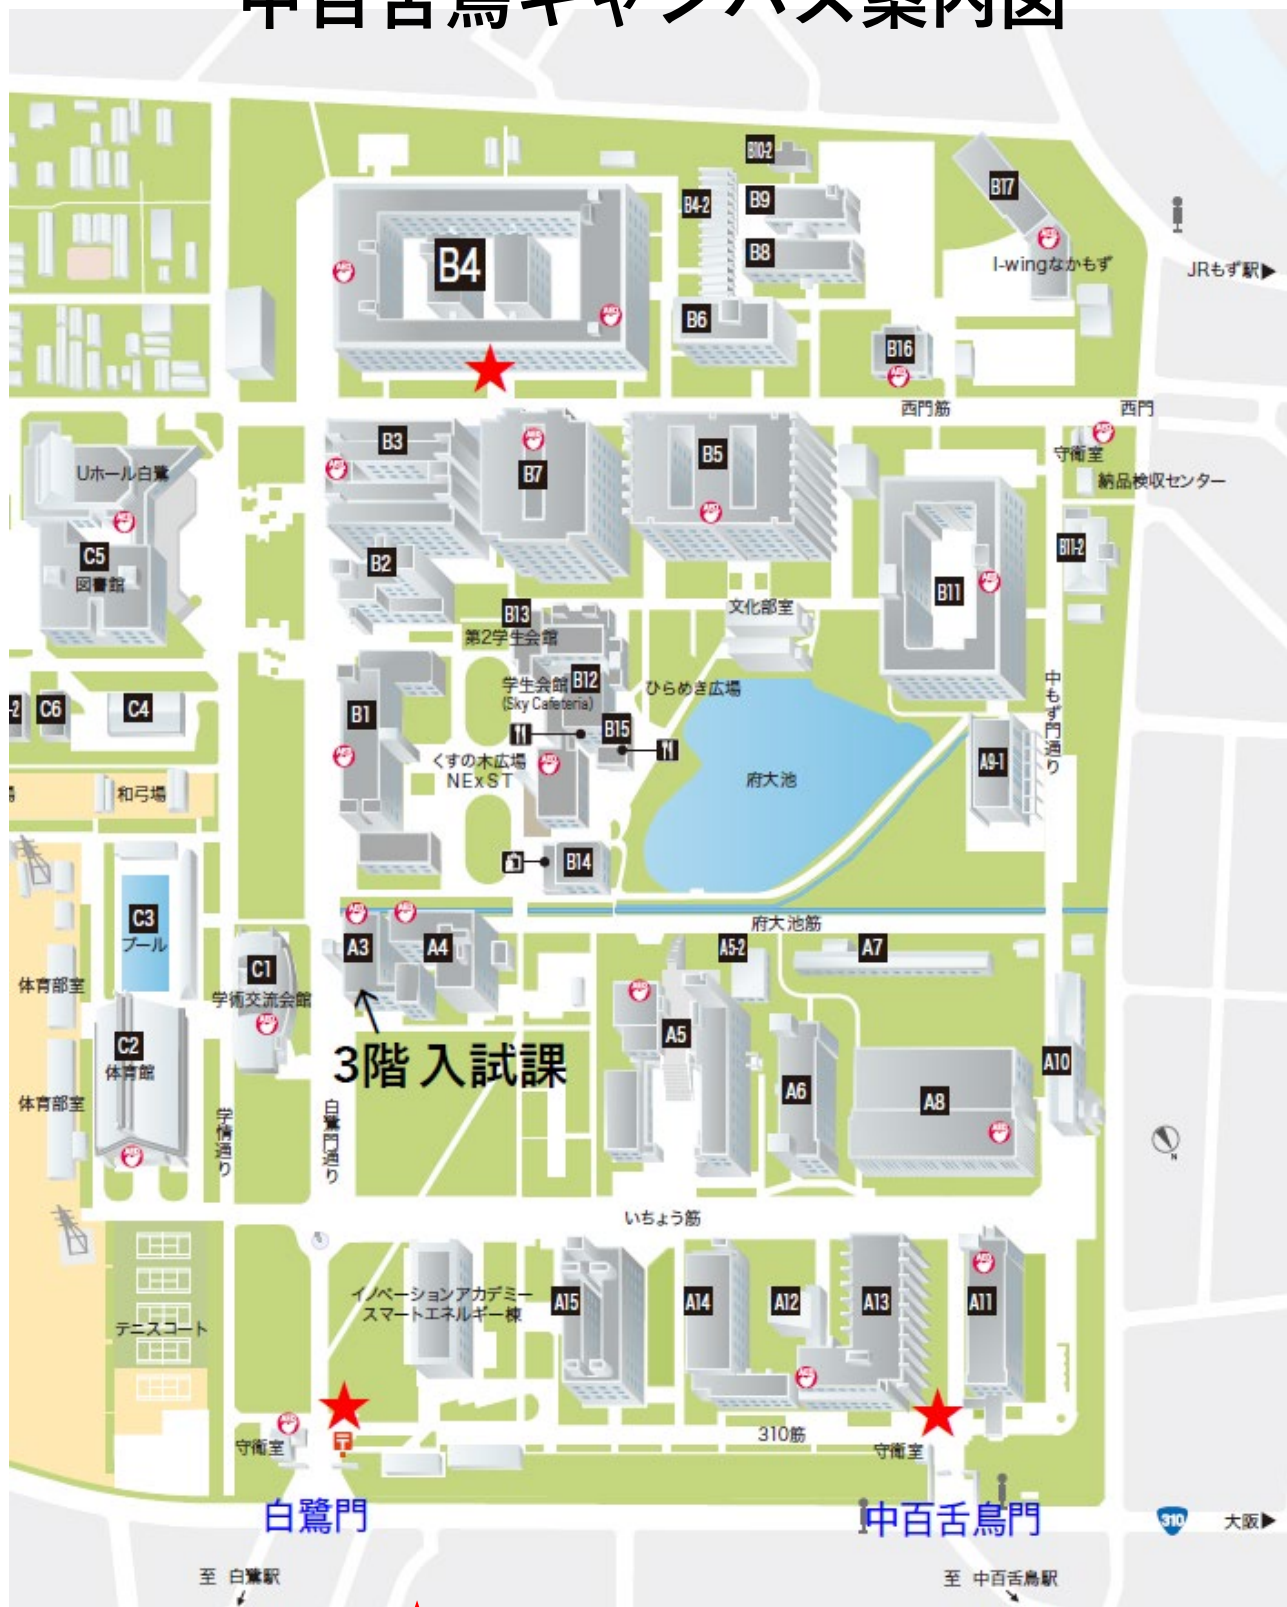 中百舌鳥キャンパス案内図
B10-2
B17
B4-2
B9
B8
B4
I-wingなかもず
JRもず駅▶
B6
B16
西門筋
西門
守衛室
納品検収センター
B3
B7
B5
Uホール白鷺
C5
図書館
B2
B11-2
B11
B13
第2学生会館
文化部室
学生会館
(Sky Cafeteria)
B12
ひらめき広場
中もず門通り
-2
C6
C4
B1
B15
くすの木広場
NExST
A9-1
府大池
場
和弓場
B14
C3
プール
府大池筋
A3
A4
A5-2
A7
C1
学術交流会館
体育部室
A5
C2
体育館
3階 入試課
A6
A8
A10
体育部室
学情通り
白鷺門通り
N
いちょう筋
イノベーションアカデミー
スマートエネルギー棟
A15
A14
A12
A13
A11
テニスコート
310筋
守衛室
守衛室
白鷺門
中百舌鳥門
310
大阪▶
至 白鷺駅
至 中百舌鳥駅